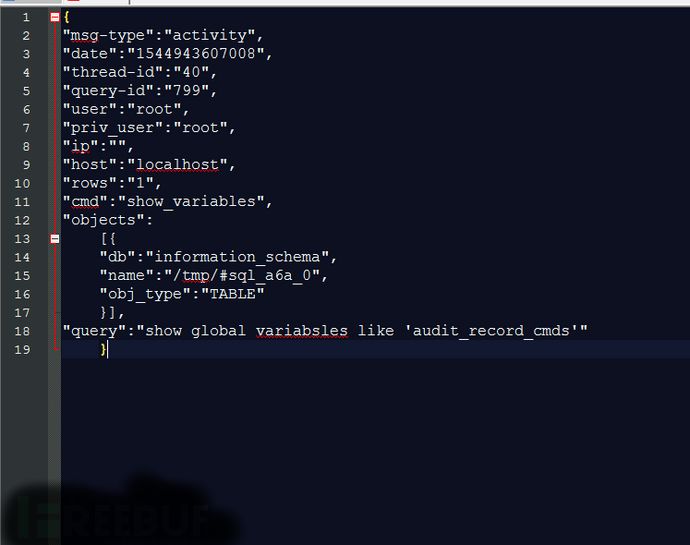 1 {
2 "msg-type":"activity",
3 "date":"1544943607008",
4 "thread-id":"40",
5 "query-id":"799",
6 "user":"root",
7 "priv_user":"root",
8 "ip":"",
9 "host":"localhost",
10 "rows":"1",
11 "cmd":"show_variables",
12 "objects":
13 [{
14 "db":"information_schema",
15 "name":"/tmp/#sql_a6a_0",
16 "obj_type":"TABLE"
17 }],
18 "query":"show global variabsles like 'audit_record_cmds'"
19 }
FREEBUF